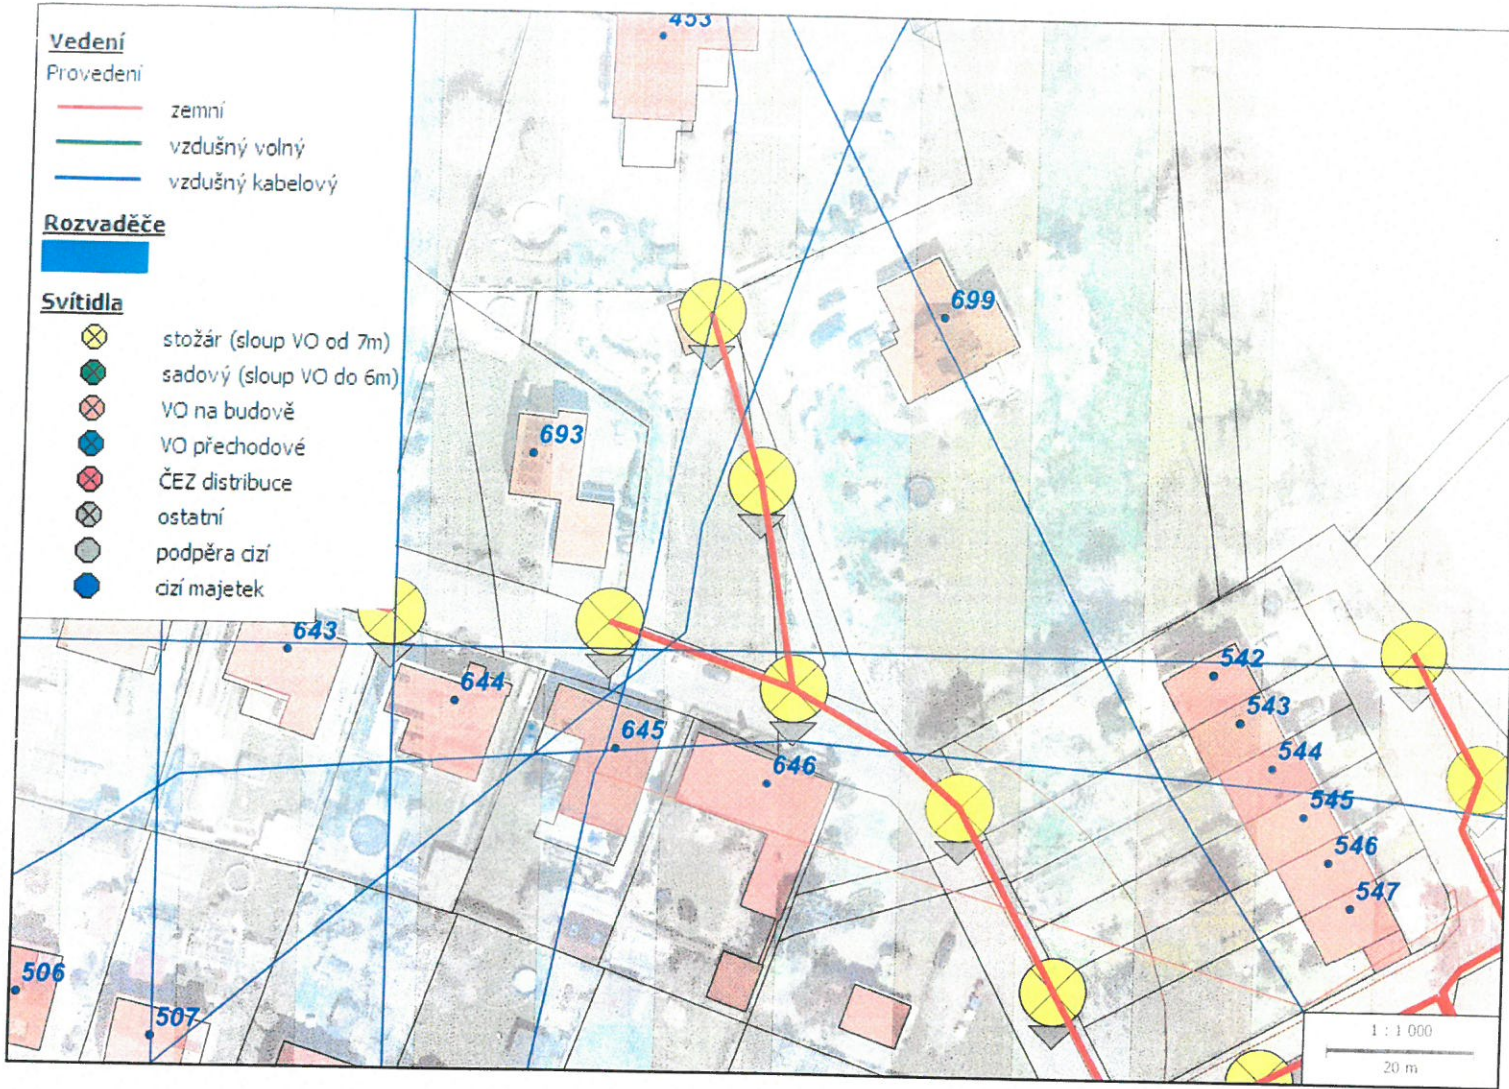 Vedení
Provedení
zemní
vzdušný volný
vzdušný kabelový
Rozvaděče
Svítidla
stožár (sloup VO od 7m)
sadový (sloup VO do 6m)
VO na budově
VO přechodové
ČEZ distribuce
ostatní
podpěra cizí
cizí majetek
453
699
693
643
644
645
646
542
543
544
545
546
547
506
507
1 : 1 000
20 m